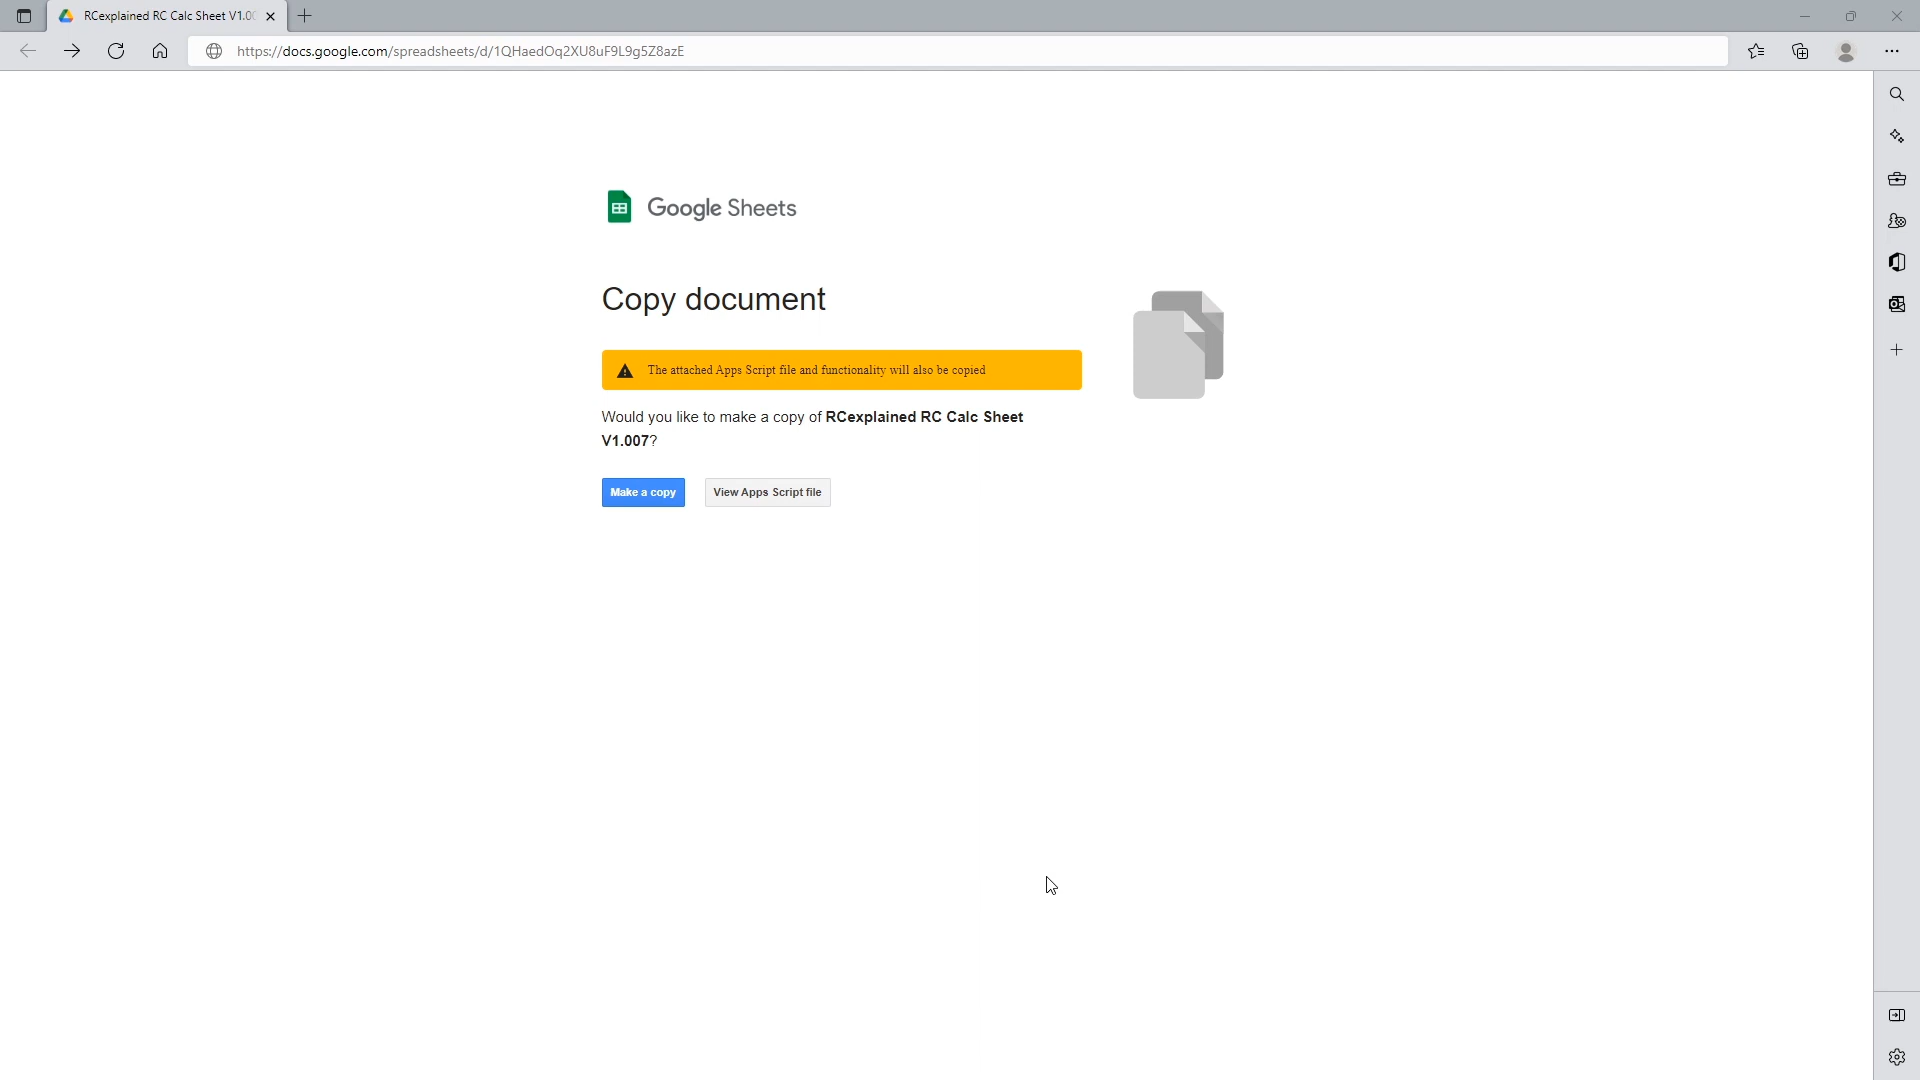 RCexplained RC Calc Sheet V1.00
https://docs.google.com/spreadsheets/d/1QHaedOq2XU8uF9L9g5Z8azE
Google Sheets
Copy document
The attached Apps Script file and functionality will also be copied
Would you like to make a copy of RCexplained RC Calc Sheet
V1.007?
Make a copy
View Apps Script file